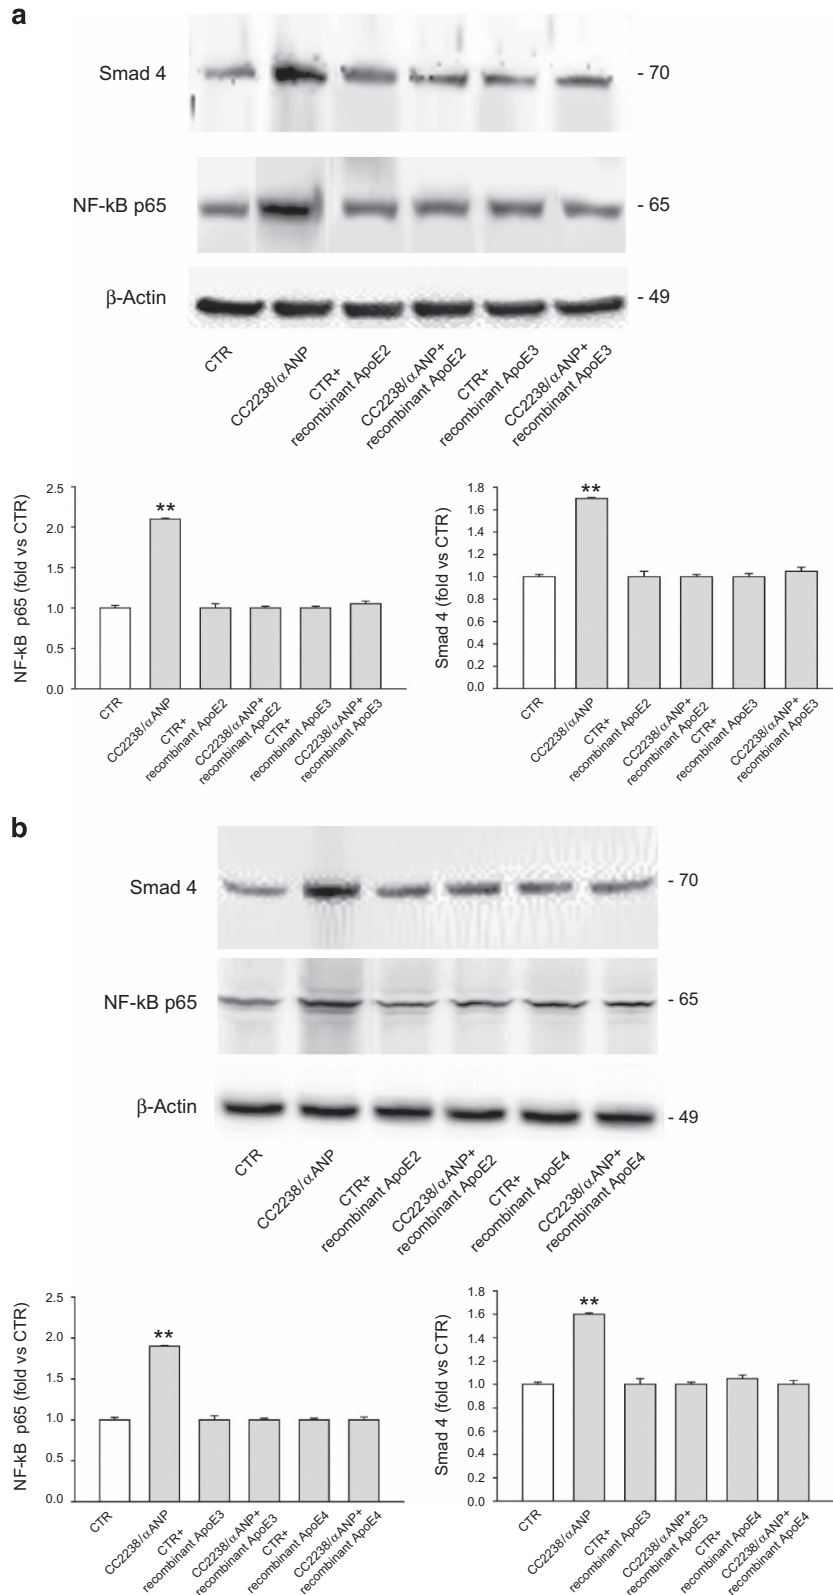 a
Smad 4
- 70
NF-kB p65
- 65
β-Actin
- 49
CTR
CC2238/αANP
CTR+
recombinant ApoE2
CC2238/αANP+
recombinant ApoE2
CTR+
recombinant ApoE3
CC2238/αANP+
recombinant ApoE3
NF-kB p65 (fold vs CTR)
2.5
2.0
1.5
1.0
0.5
0.0
**
CTR
CC2238/αANP
CTR+
recombinant ApoE2
CC2238/αANP+
recombinant ApoE2
CTR+
recombinant ApoE3
CC2238/αANP+
recombinant ApoE3
Smad 4 (fold vs CTR)
1.8
1.6
1.4
1.2
1.0
0.8
0.6
0.4
0.2
0.0
**
CTR
CC2238/αANP
CTR+
recombinant ApoE2
CC2238/αANP+
recombinant ApoE2
CTR+
recombinant ApoE3
CC2238/αANP+
recombinant ApoE3
b
Smad 4
- 70
NF-kB p65
- 65
β-Actin
- 49
CTR
CC2238/αANP
CTR+
recombinant ApoE2
CC2238/αANP+
recombinant ApoE2
CTR+
recombinant ApoE4
CC2238/αANP+
recombinant ApoE4
NF-kB p65 (fold vs CTR)
2.5
2.0
1.5
1.0
0.5
0.0
**
CTR
CC2238/αANP
CTR+
recombinant ApoE3
CC2238/αANP+
recombinant ApoE3
CTR+
recombinant ApoE4
CC2238/αANP+
recombinant ApoE4
Smad 4 (fold vs CTR)
1.8
1.6
1.4
1.2
1.0
0.8
0.6
0.4
0.2
0.0
**
CTR
CC2238/αANP
CTR+
recombinant ApoE3
CC2238/αANP+
recombinant ApoE3
CTR+
recombinant ApoE4
CC2238/αANP+
recombinant ApoE4